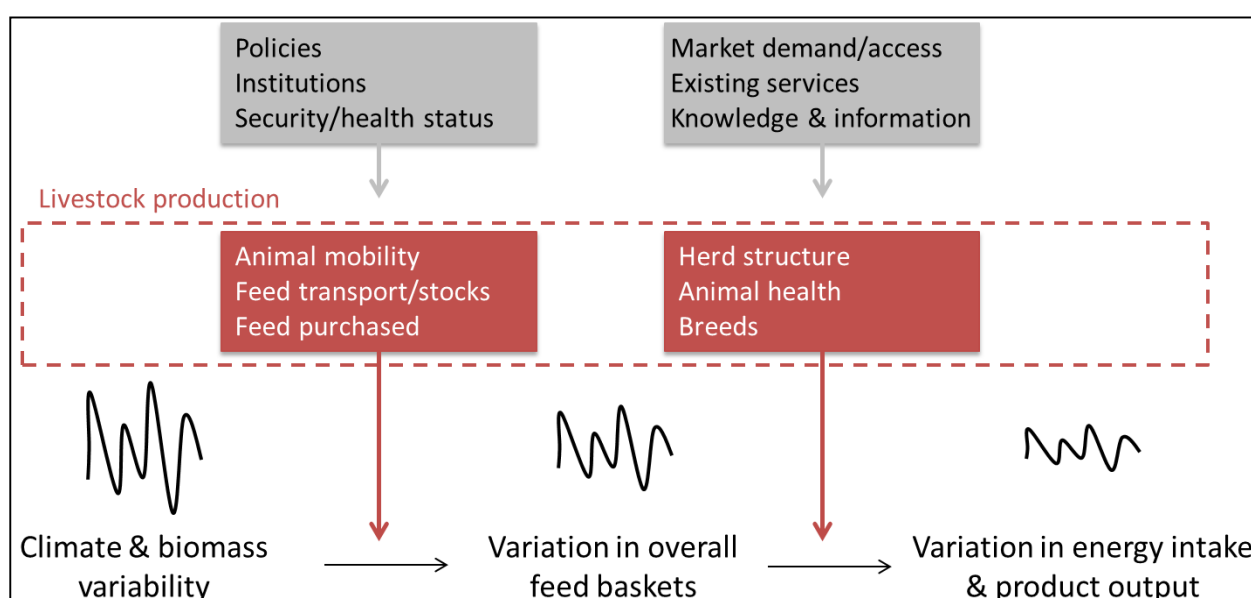 Policies
Institutions
Security/health status
Market demand/access
Existing services
Knowledge & information
Livestock production
Animal mobility
Feed transport/stocks
Feed purchased
Herd structure
Animal health
Breeds
Climate & biomass
variability
Variation in overall
feed baskets
Variation in energy intake
& product output